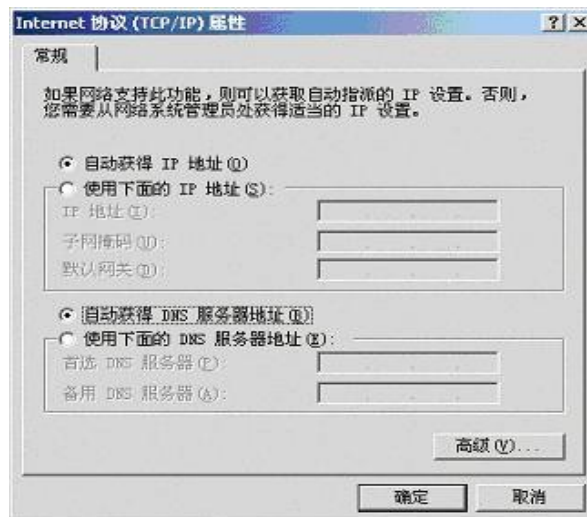 Internet 协议 (TCP/IP) 属性
常规
如果网络支持此功能，则可以获取自动指派的 IP 设置。否则，
您需要从网络系统管理员处获得适当的 IP 设置。
自动获得 IP 地址(O)
使用下面的 IP 地址(S):
IP 地址(I):
子网掩码(U):
默认网关(D):
自动获得 DNS 服务器地址(B)
使用下面的 DNS 服务器地址(E):
首选 DNS 服务器(P):
备用 DNS 服务器(A):
高级(V)...
确定
取消